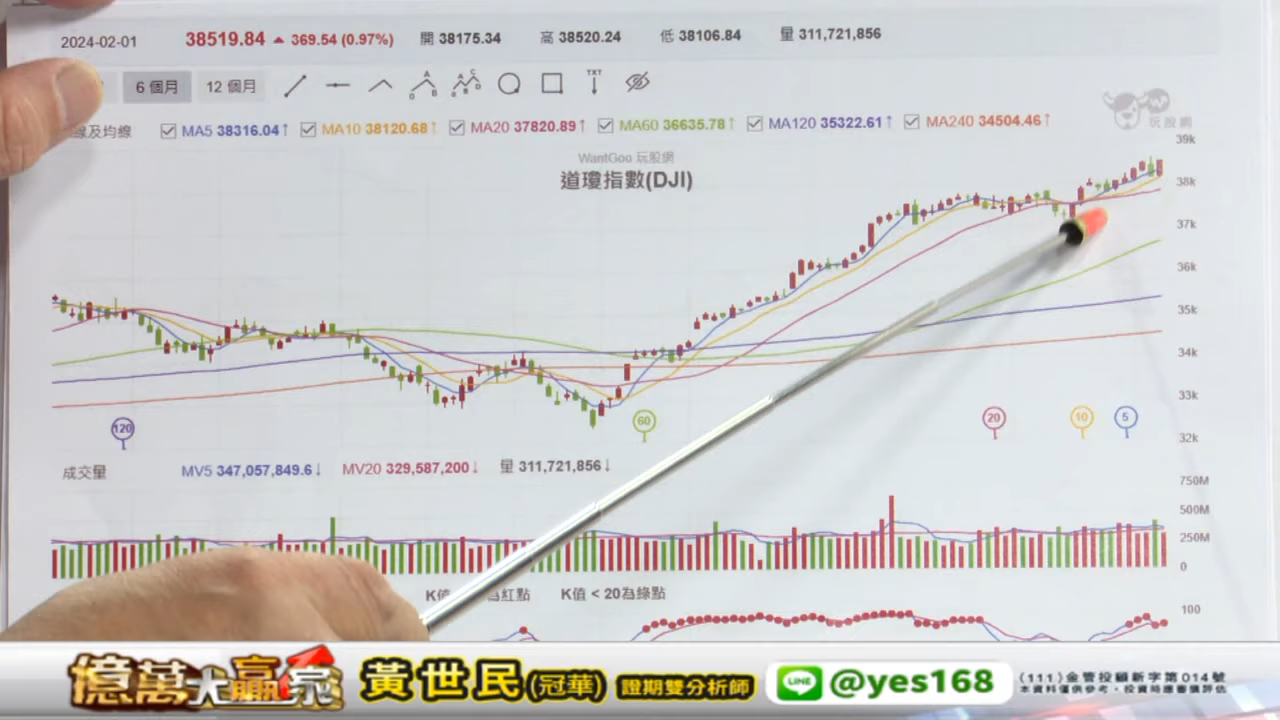 2024-02-01 38519.84 ▲ 369.54 (0.97%) 開 38175.34 高 38520.24 低 38106.84 量 311,721,856
6 個月 12 個月
A B C TXT
線及均線 MA5 38316.04↑ MA10 38120.68↑ MA20 37820.89↑ MA60 36635.78↑ MA120 35322.61↑ MA240 34504.46↑
玩股網
WantGoo 玩股網
道瓊指數(DJI)
39k
38k
37k
36k
35k
34k
33k
32k
120 60 20 10 5
成交量 MV5 347,057,849.6↓ MV20 329,587,200↓ 量 311,721,856↓
750M
500M
250M
0
K值 為紅點 K值 < 20為綠點
100
億萬大贏家 黃世民(冠華) 證期雙分析師 LINE @yes168
(111)金管投顧新字第014號
本資料僅供參考，投資時應審慎評估